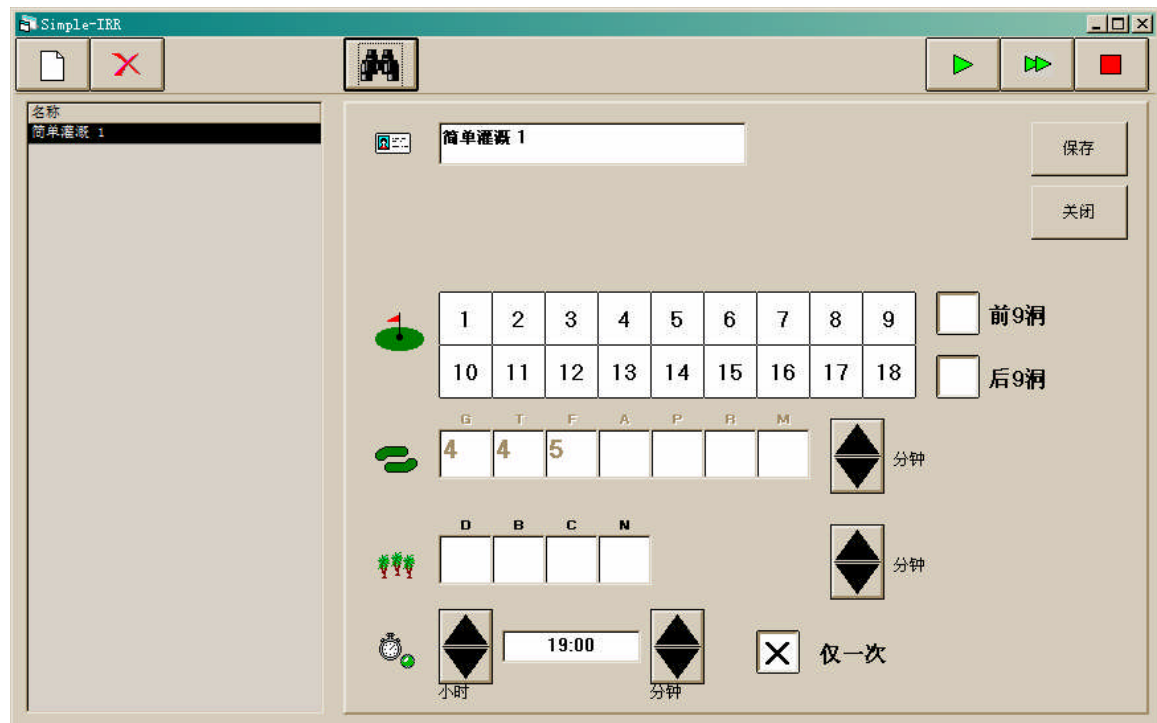 Simple-IRR
名称
简单灌溉 1
简单灌溉 1
保存
关闭
1 2 3 4 5 6 7 8 9
前9洞
10 11 12 13 14 15 16 17 18
后9洞
G T F A P R M
4 4 5
分钟
D B C N
分钟
19:00
仅一次
小时 分钟